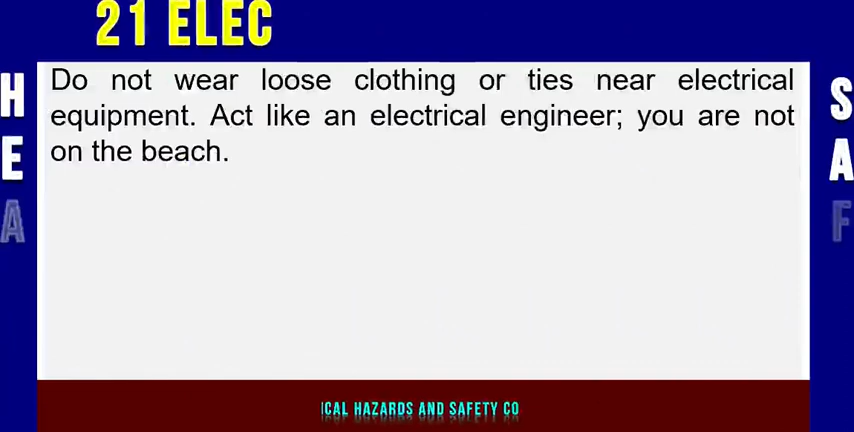 21 ELEC
H
E
A
Do not wear loose clothing or ties near electrical
equipment. Act like an electrical engineer; you are not
on the beach.
S
A
F
ICAL HAZARDS AND SAFETY CO